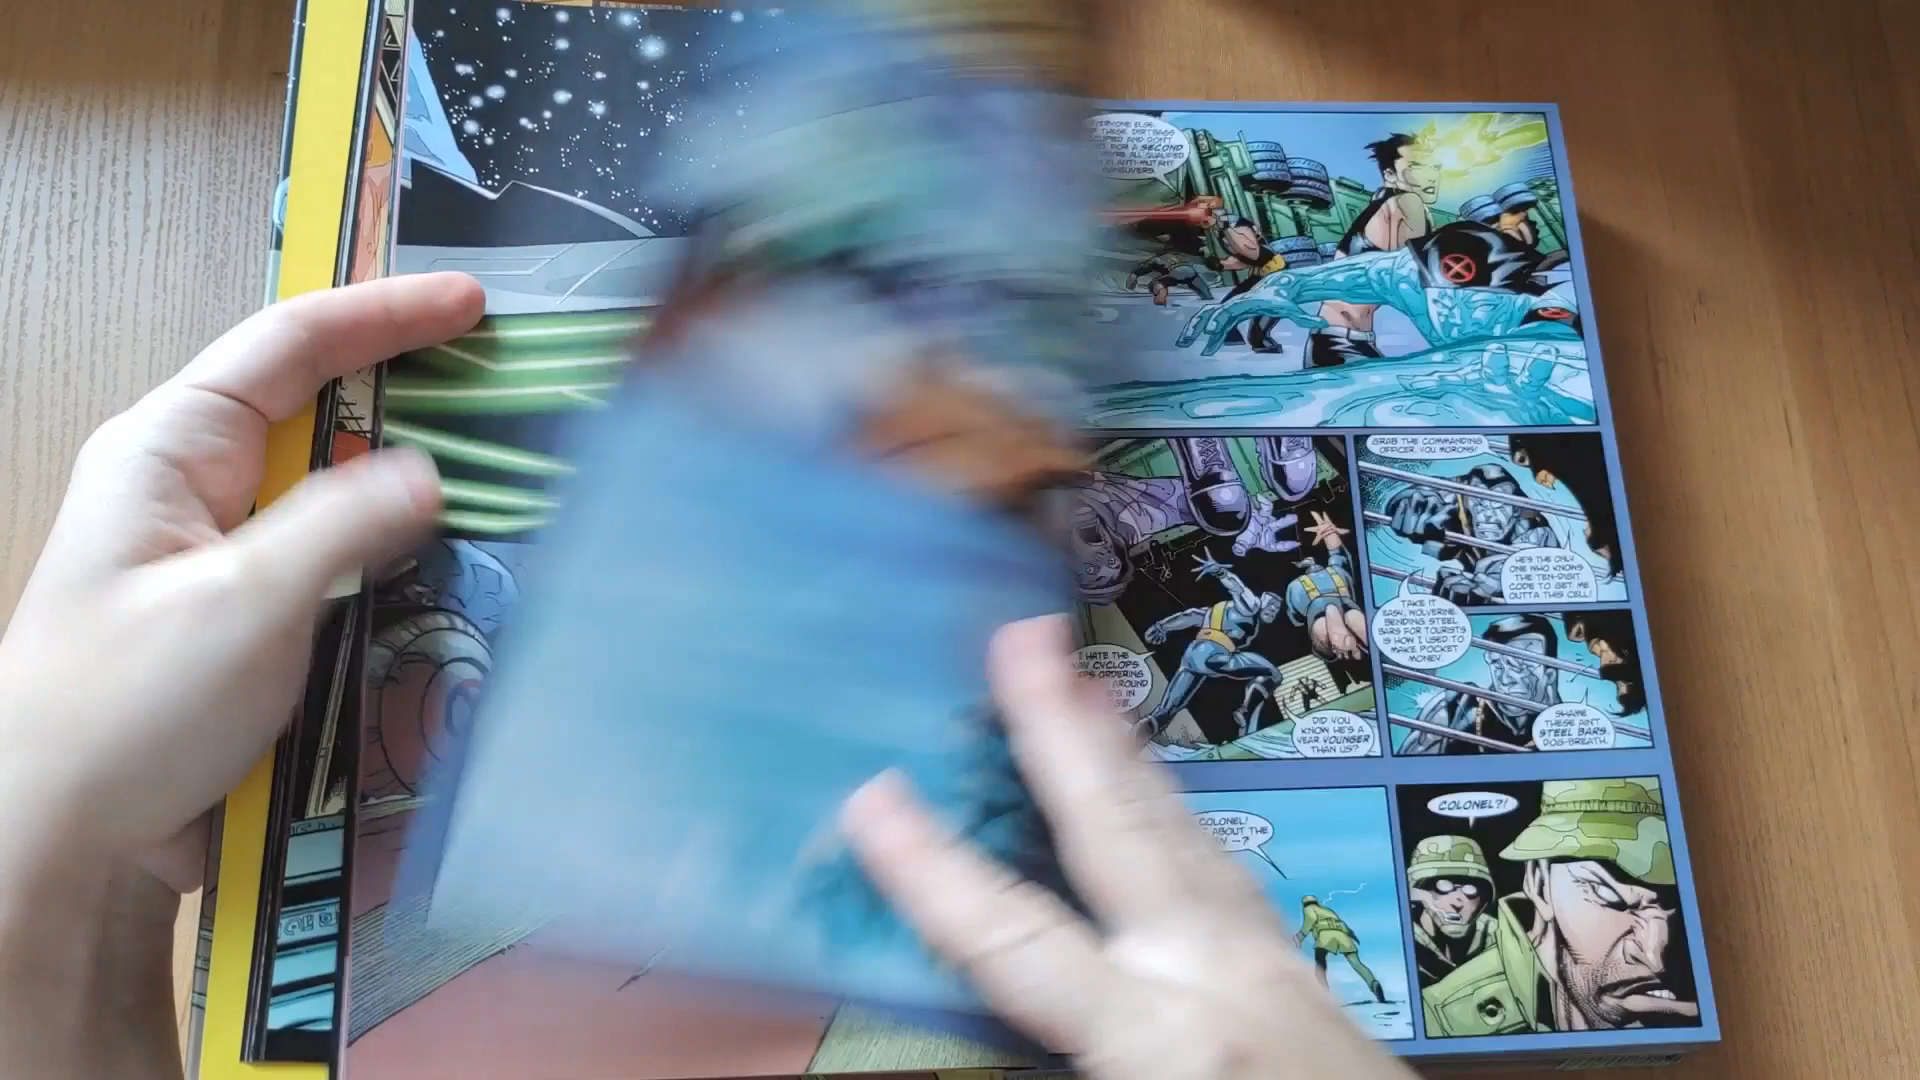 EVERYONE ELSE.
THESE DIRTBAGS
AND DON'T
FOR A SECOND
ALL QUALIFIED
ANTI-MUTANT
MANEUVERS.
GRAB THE COMMANDING
OFFICER, YOU MORONS!
HE'S THE ONLY
ONE WHO KNOWS
THE TEN-DIGIT
CODE TO GET ME
OUTTA THIS CELL!
TAKE IT
EASY, WOLVERINE.
BENDING STEEL
BARS FOR TOURISTS
IS HOW I USED TO
MAKE POCKET
MONEY.
SHAME
THESE AIN'T
STEEL BARS,
DOG-BREATH.
I HATE THE
WAY CYCLOPS
ORDERING
AROUND
IN
DID YOU
KNOW HE'S A
YEAR YOUNGER
THAN US?
COLONEL!
ABOUT THE
—?
COLONEL?!